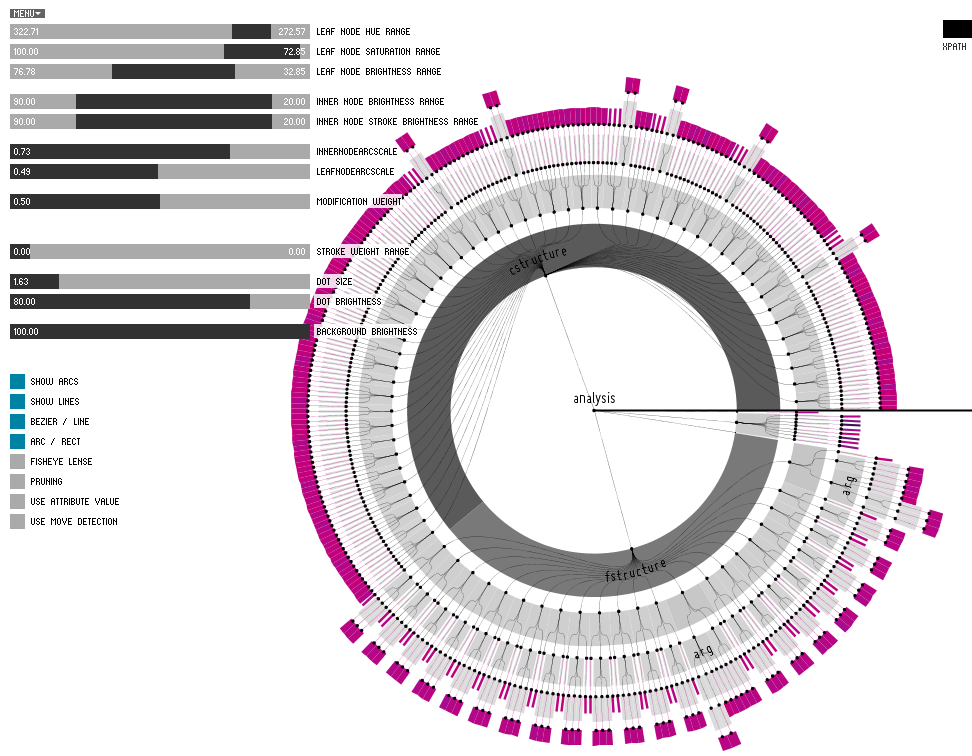 MENU
322.71 272.57 LEAF NODE HUE RANGE
100.00 72.85 LEAF NODE SATURATION RANGE
76.78 32.85 LEAF NODE BRIGHTNESS RANGE
90.00 20.00 INNER NODE BRIGHTNESS RANGE
90.00 20.00 INNER NODE STROKE BRIGHTNESS RANGE
0.73 INNERNODEARCSCALE
0.49 LEAFNODEARCSCALE
0.50 MODIFICATION WEIGHT
0.00 0.00 STROKE WEIGHT RANGE
1.63 DOT SIZE
80.00 DOT BRIGHTNESS
100.00 BACKGROUND BRIGHTNESS
SHOW ARCS
SHOW LINES
BEZIER / LINE
ARC / RECT
FISHEYE LENSE
PRUNING
USE ATTRIBUTE VALUE
USE MOVE DETECTION
XPATH
cstructure
analysis
arg
fstructure
arg